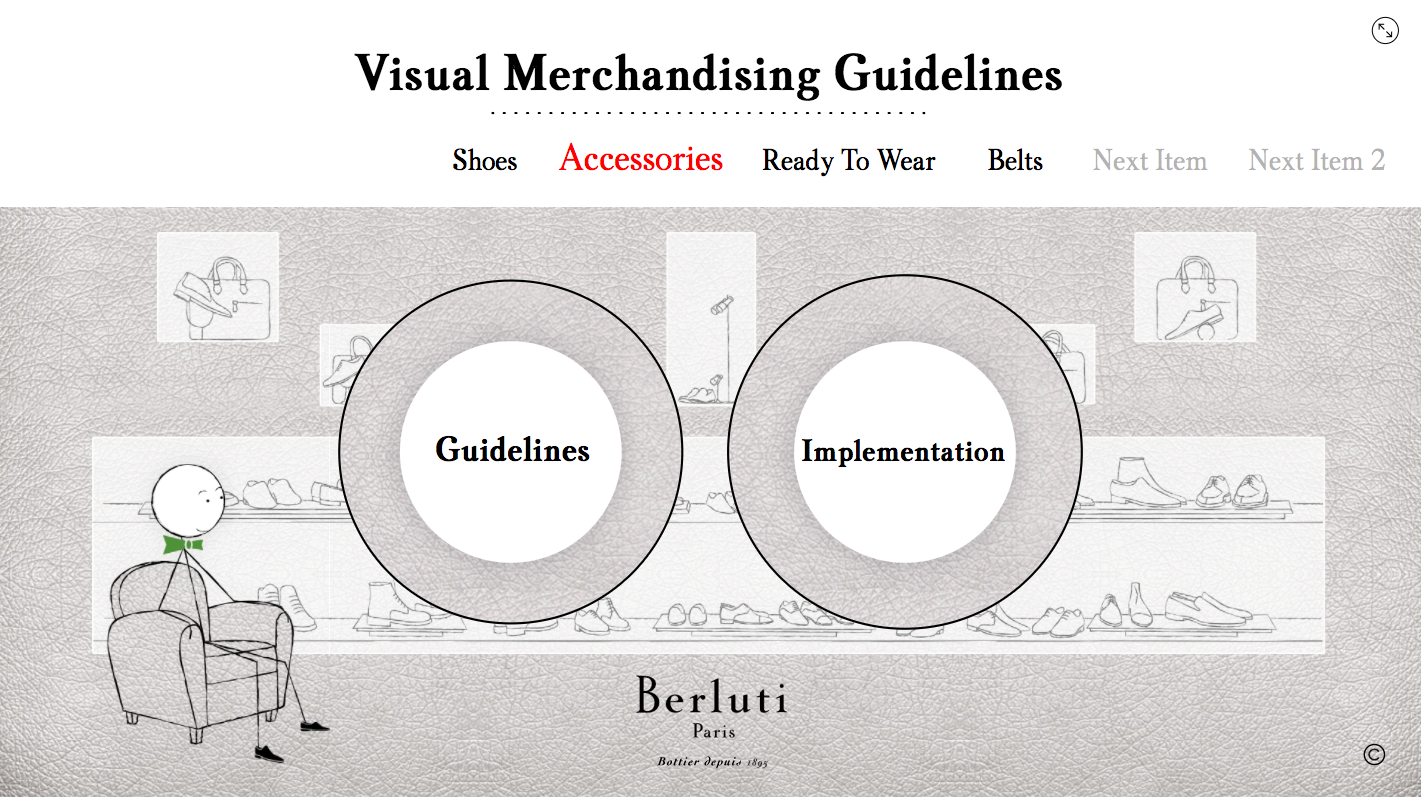 Visual Merchandising Guidelines
Shoes Accessories Ready To Wear Belts Next Item Next Item 2
Guidelines Implementation
Berluti
Paris
Bottier depuis 1895
©